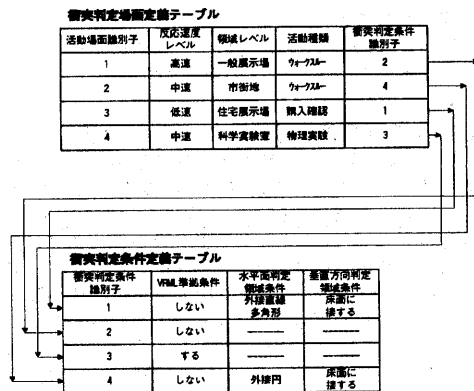 衝突判定場面定義テーブル
活動場面識別子 反応速度レベル 領域レベル 活動種類 衝突判定条件識別子
1 高速 一般展示場 ウォークスルー 2
2 中速 市街地 ウォークスルー 4
3 低速 住宅展示場 購入確認 1
4 中速 科学実験室 物理実験 3
衝突判定条件定義テーブル
衝突判定条件識別子 VRML準拠条件 水平面判定領域条件 垂直方向判定領域条件
1 しない 外接直線多角形 床面に接する
2 しない ――― ―――
3 する ――― ―――
4 しない 外接円 床面に接する